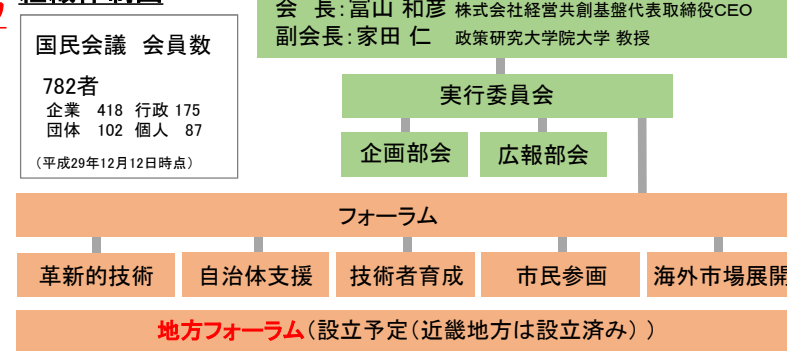 会 長：冨山 和彦 株式会社経営共創基盤代表取締役CEO
副会長：家田 仁 政策研究大学院大学 教授
国民会議 会員数
782者
企業 418 行政 175
団体 102 個人 87
（平成29年12月12日時点）
実行委員会
企画部会
広報部会
フォーラム
革新的技術
自治体支援
技術者育成
市民参画
海外市場展開
地方フォーラム（設立予定（近畿地方は設立済み））